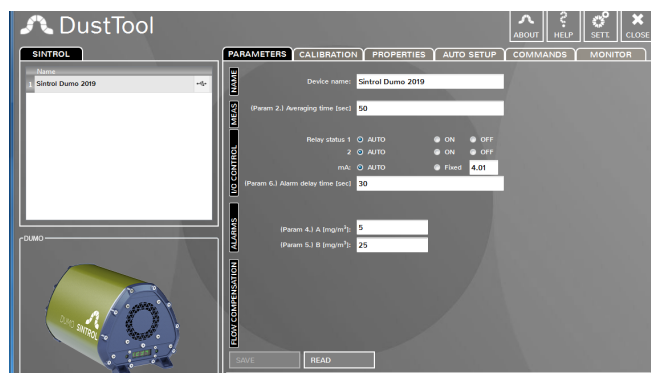 DustTool
ABOUT HELP SETT. CLOSE
SINTROL
Name
1 Sintrol Dumo 2019
DUMO
DUMO SINTROL
PARAMETERS CALIBRATION PROPERTIES AUTO SETUP COMMANDS MONITOR
NAME
Device name: Sintrol Dumo 2019
MEAS
(Param 2.) Averaging time [sec] 50
I/O CONTROL
Relay status 1 AUTO ON OFF
2 AUTO ON OFF
mA: AUTO Fixed 4.01
(Param 6.) Alarm delay time [sec] 30
ALARMS
(Param 4.) A [mg/m³]: 5
(Param 5.) B [mg/m³]: 25
FLOW COMPENSATION
SAVE READ